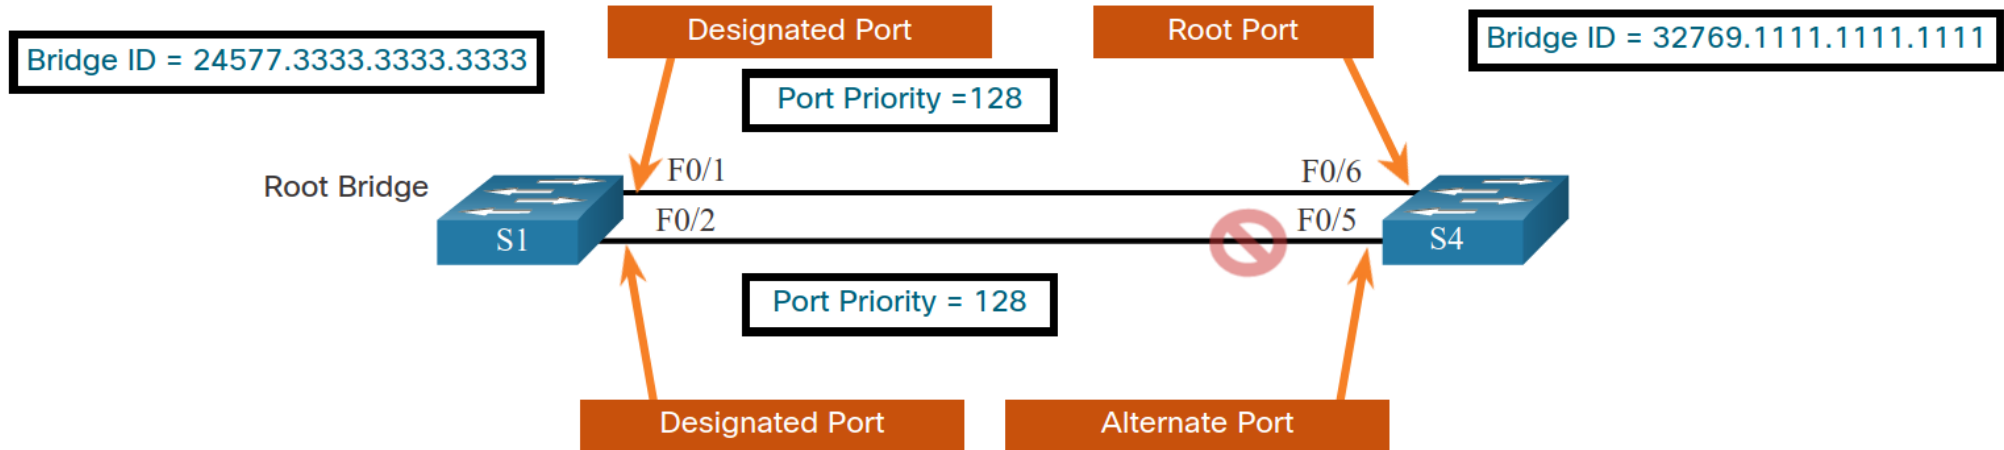 Designated Port
Root Port
Bridge ID = 24577.3333.3333.3333
Bridge ID = 32769.1111.1111.1111
Port Priority =128
Root Bridge
F0/1
F0/6
F0/2
F0/5
S1
S4
Port Priority = 128
Designated Port
Alternate Port